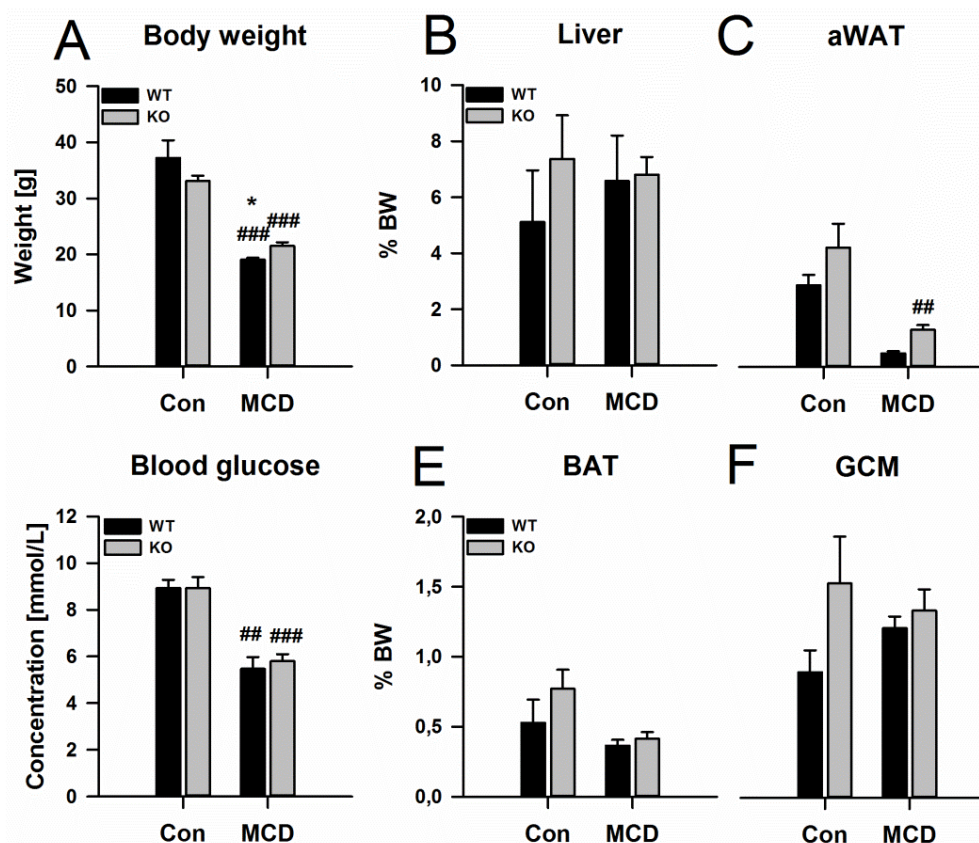 A Body weight
B Liver
C aWAT
Weight [g]
50
40
30
20
10
0
WT
KO
*
###
###
Con
MCD
% BW
10
8
6
4
2
0
WT
KO
Con
MCD
##
Con
MCD
Blood glucose
E BAT
F GCM
Concentration [mmol/L]
12
10
8
6
4
2
0
WT
KO
##
###
Con
MCD
% BW
2,0
1,5
1,0
0,5
0,0
WT
KO
Con
MCD
Con
MCD